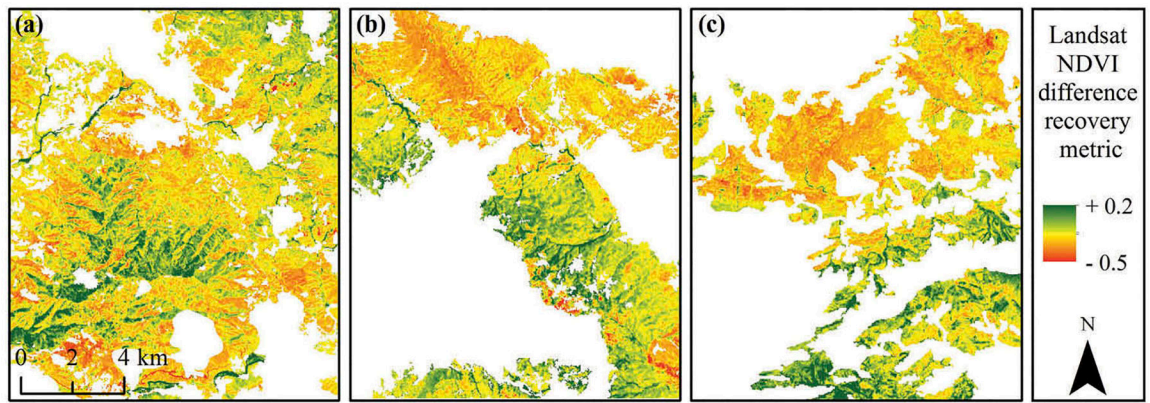 (a)
(b)
(c)
0 2 4 km
Landsat
NDVI
difference
recovery
metric
+ 0.2
- 0.5
N